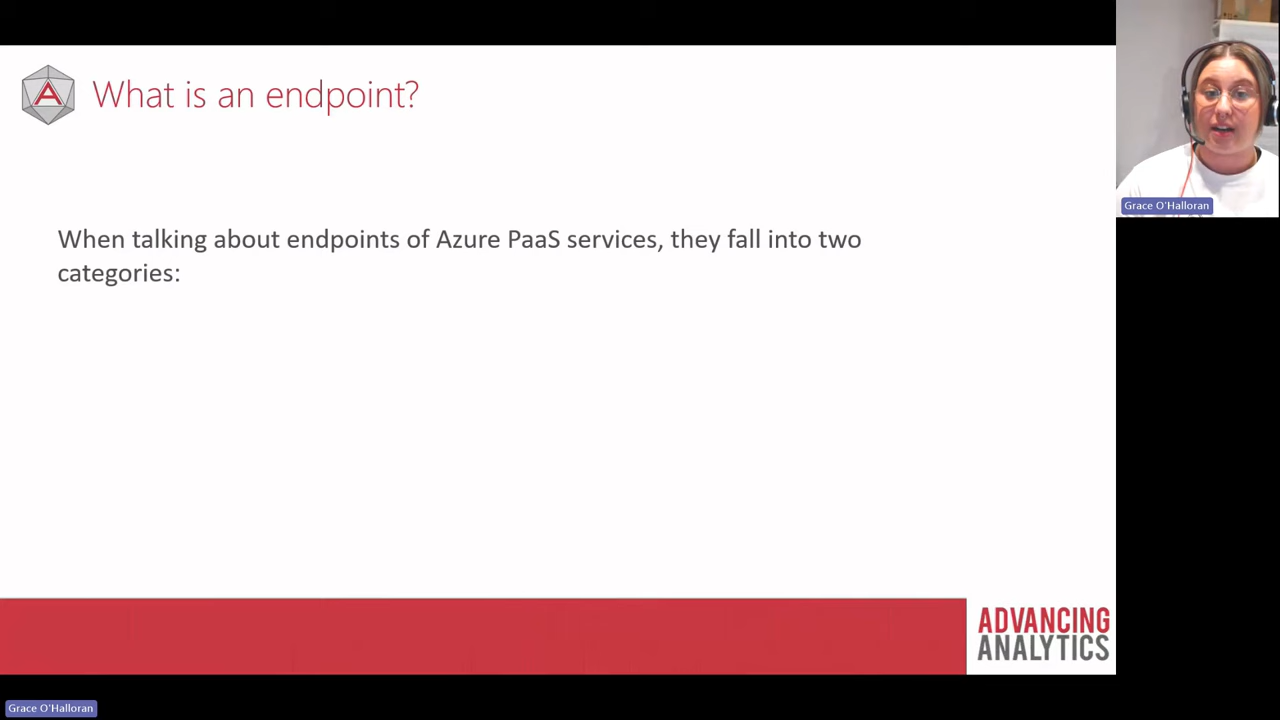 A
What is an endpoint?
Grace O'Halloran
When talking about endpoints of Azure PaaS services, they fall into two
categories:
ADVANCING
ANALYTICS
Grace O'Halloran